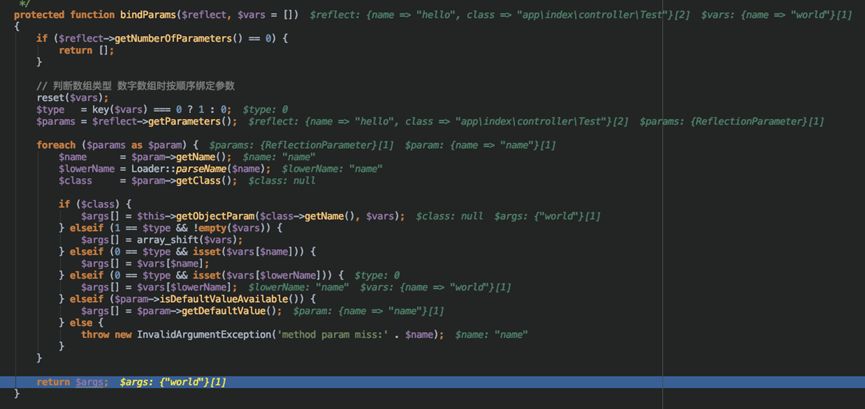 */
protected function bindParams($reflect, $vars = [])  $reflect: {name => "hello", class => "app\index\controller\Test"}[2]  $vars: {name => "world"}[1]
{
if ($reflect->getNumberOfParameters() == 0) {
return [];
}
// 判断数组类型 数字数组时按顺序绑定参数
reset($vars);
$type   = key($vars) === 0 ? 1 : 0;  $type: 0
$params = $reflect->getParameters();  $reflect: {name => "hello", class => "app\index\controller\Test"}[2]  $params: {ReflectionParameter}[1]
foreach ($params as $param) {  $params: {ReflectionParameter}[1]  $param: {name => "name"}[1]
$name      = $param->getName();  $name: "name"
$lowerName = Loader::parseName($name);  $lowerName: "name"
$class     = $param->getClass();  $class: null
if ($class) {
$args[] = $this->getObjectParam($class->getName(), $vars);  $class: null  $args: {"world"}[1]
} elseif (1 == $type && !empty($vars)) {
$args[] = array_shift($vars);
} elseif (0 == $type && isset($vars[$name])) {
$args[] = $vars[$name];
} elseif (0 == $type && isset($vars[$lowerName])) {  $type: 0
$args[] = $vars[$lowerName];  $lowerName: "name"  $vars: {name => "world"}[1]
} elseif ($param->isDefaultValueAvailable()) {
$args[] = $param->getDefaultValue();  $param: {name => "name"}[1]
} else {
throw new InvalidArgumentException('method param miss:' . $name);  $name: "name"
}
}
return $args;  $args: {"world"}[1]
}